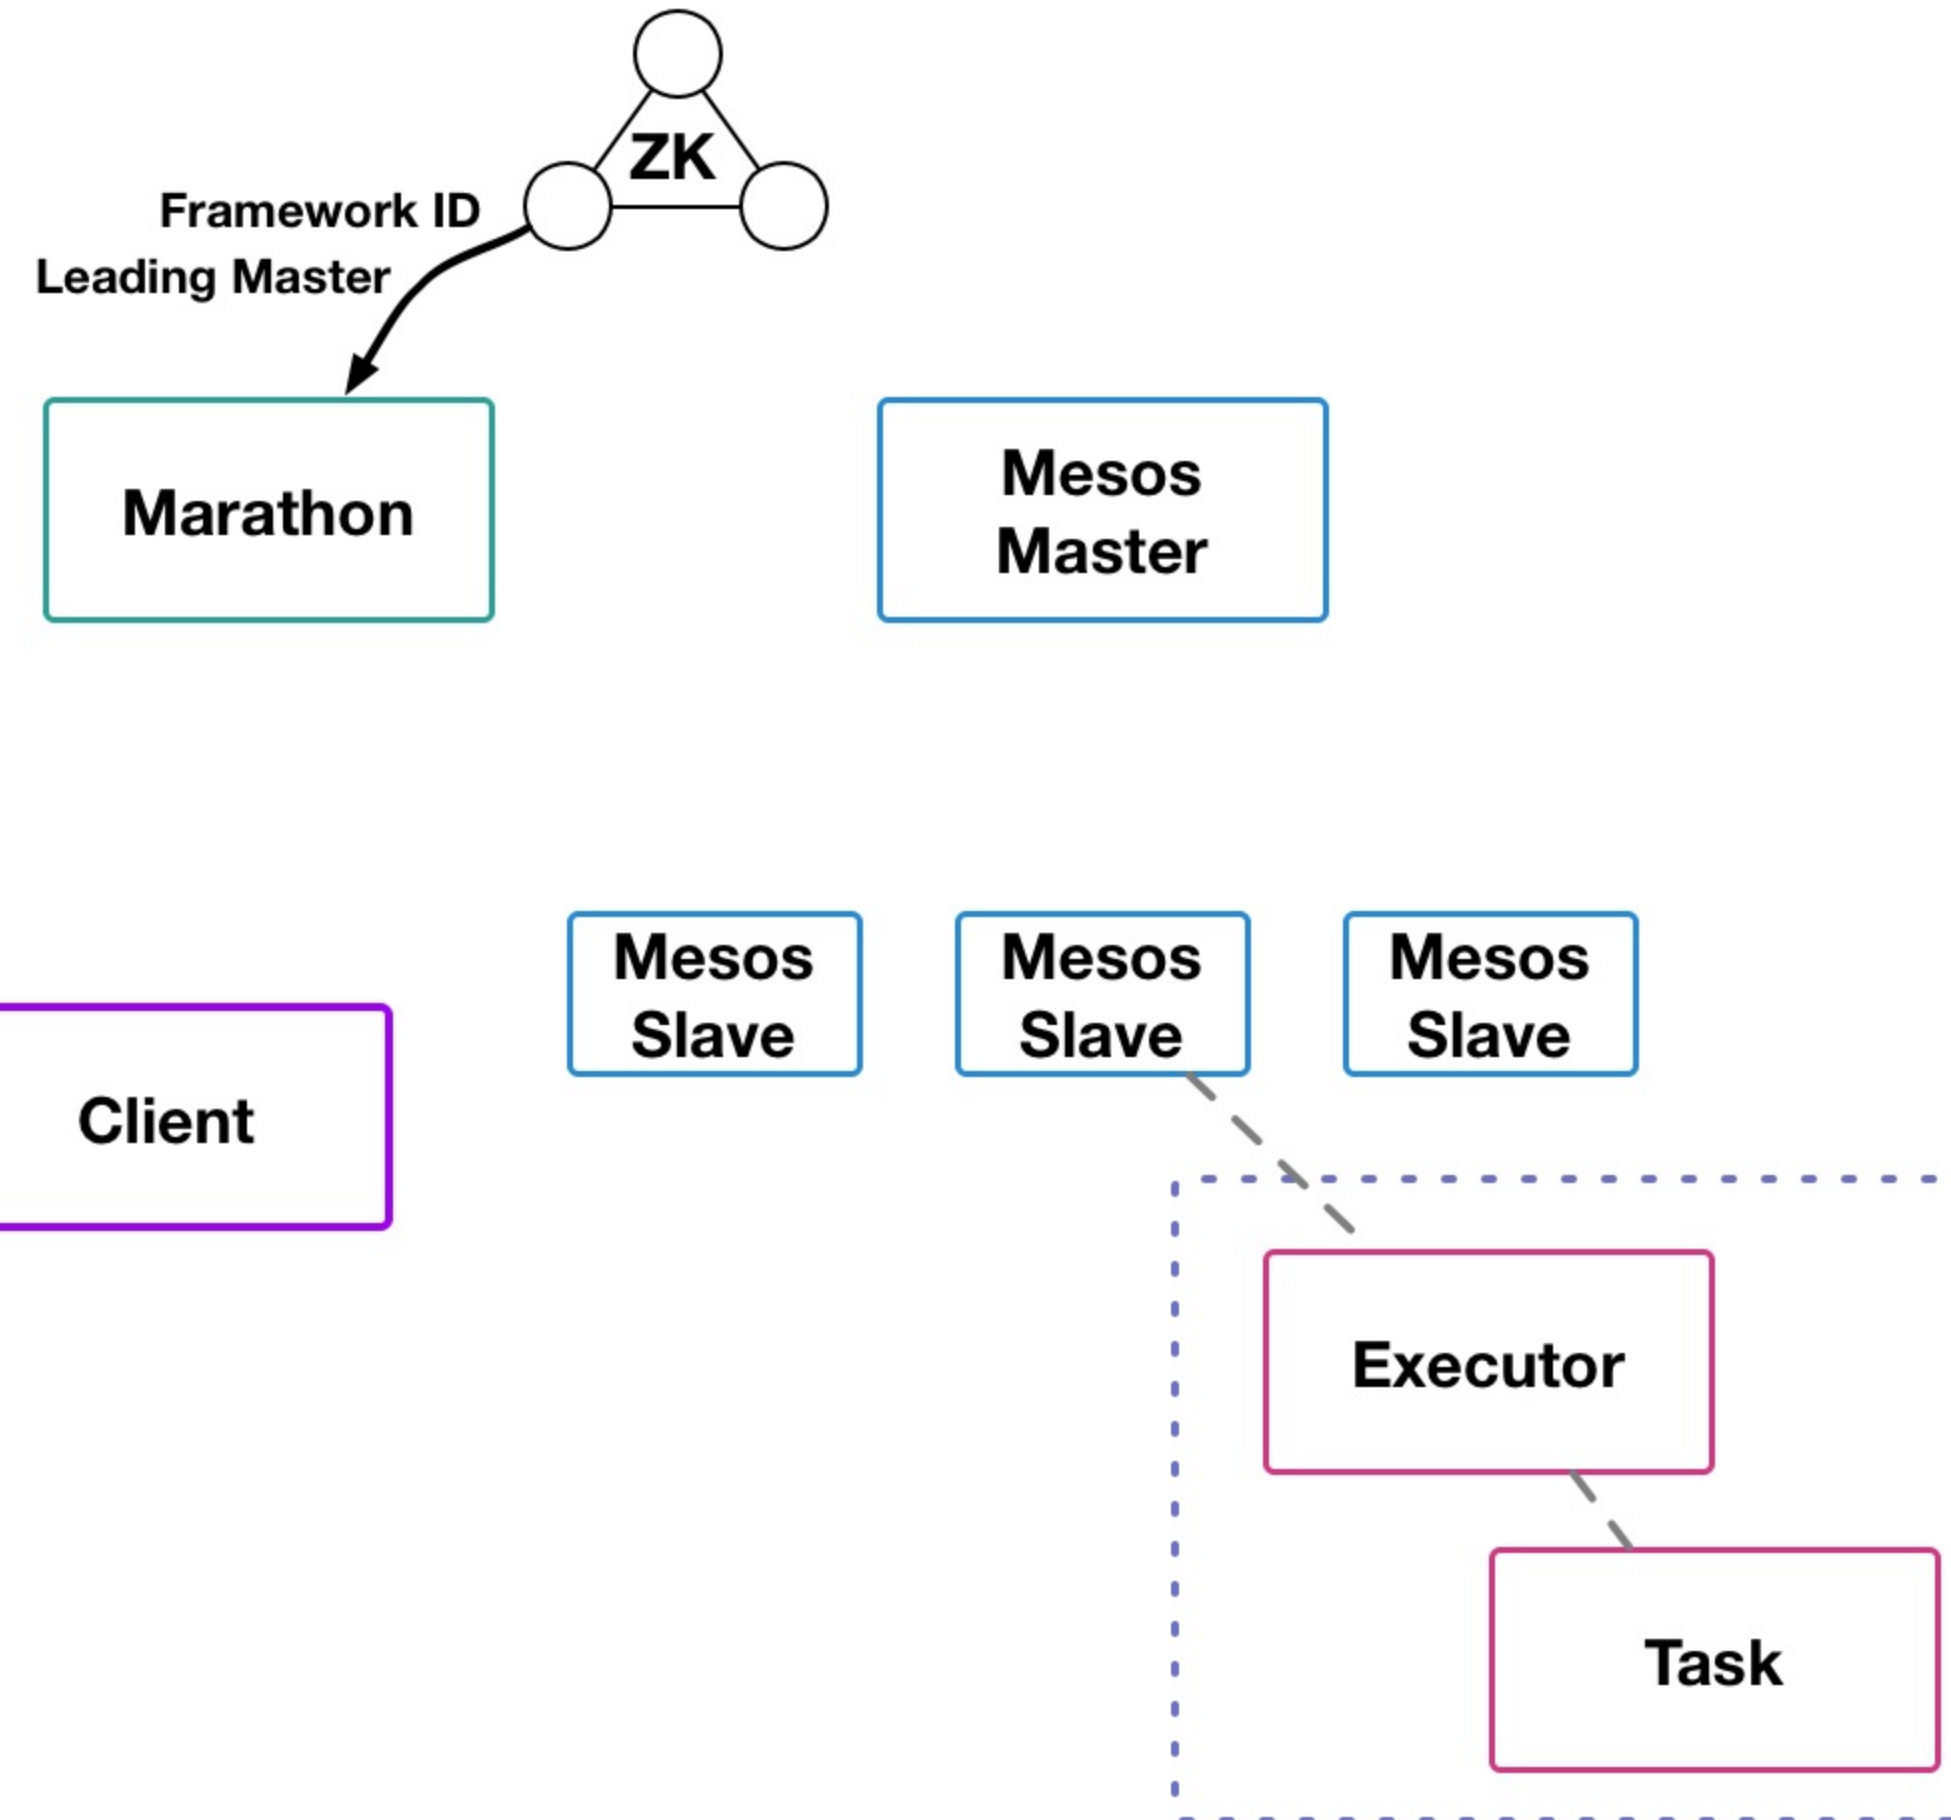 ZK
Framework ID
Leading Master
Marathon
Mesos
Master
Mesos
Slave
Mesos
Slave
Mesos
Slave
Client
Executor
Task